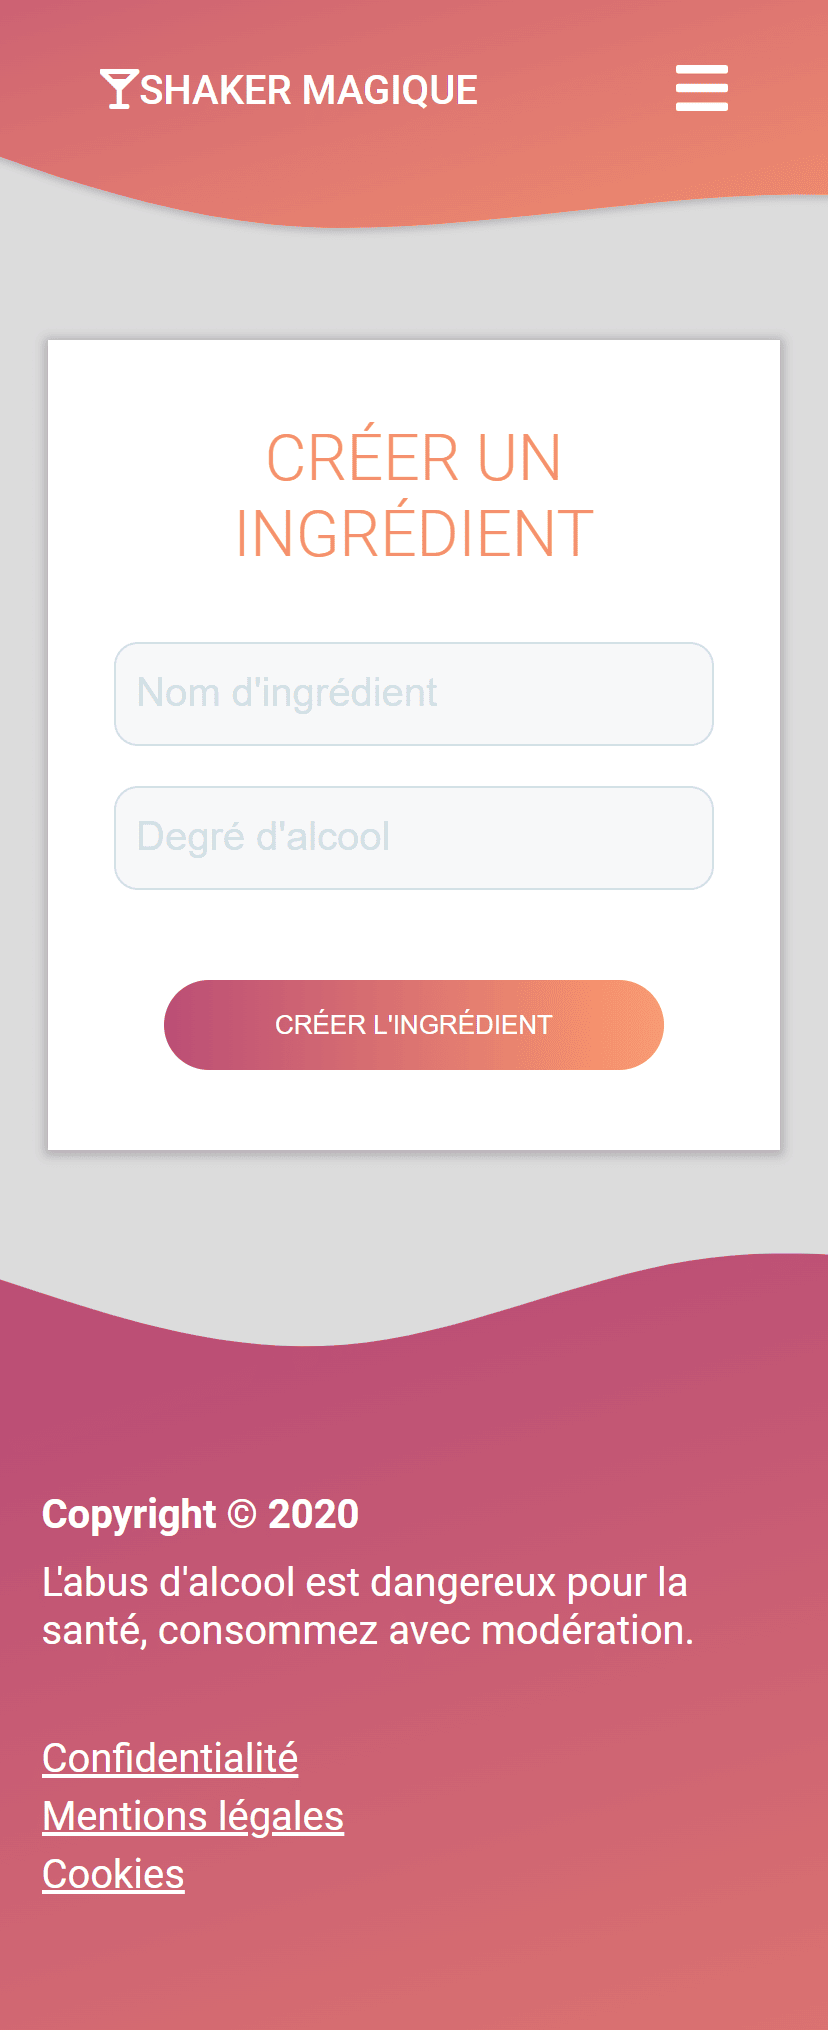 SHAKER MAGIQUE
CRÉER UN
INGRÉDIENT
Nom d'ingrédient
Degré d'alcool
CRÉER L'INGRÉDIENT
Copyright © 2020
L'abus d'alcool est dangereux pour la
santé, consommez avec modération.
Confidentialité
Mentions légales
Cookies